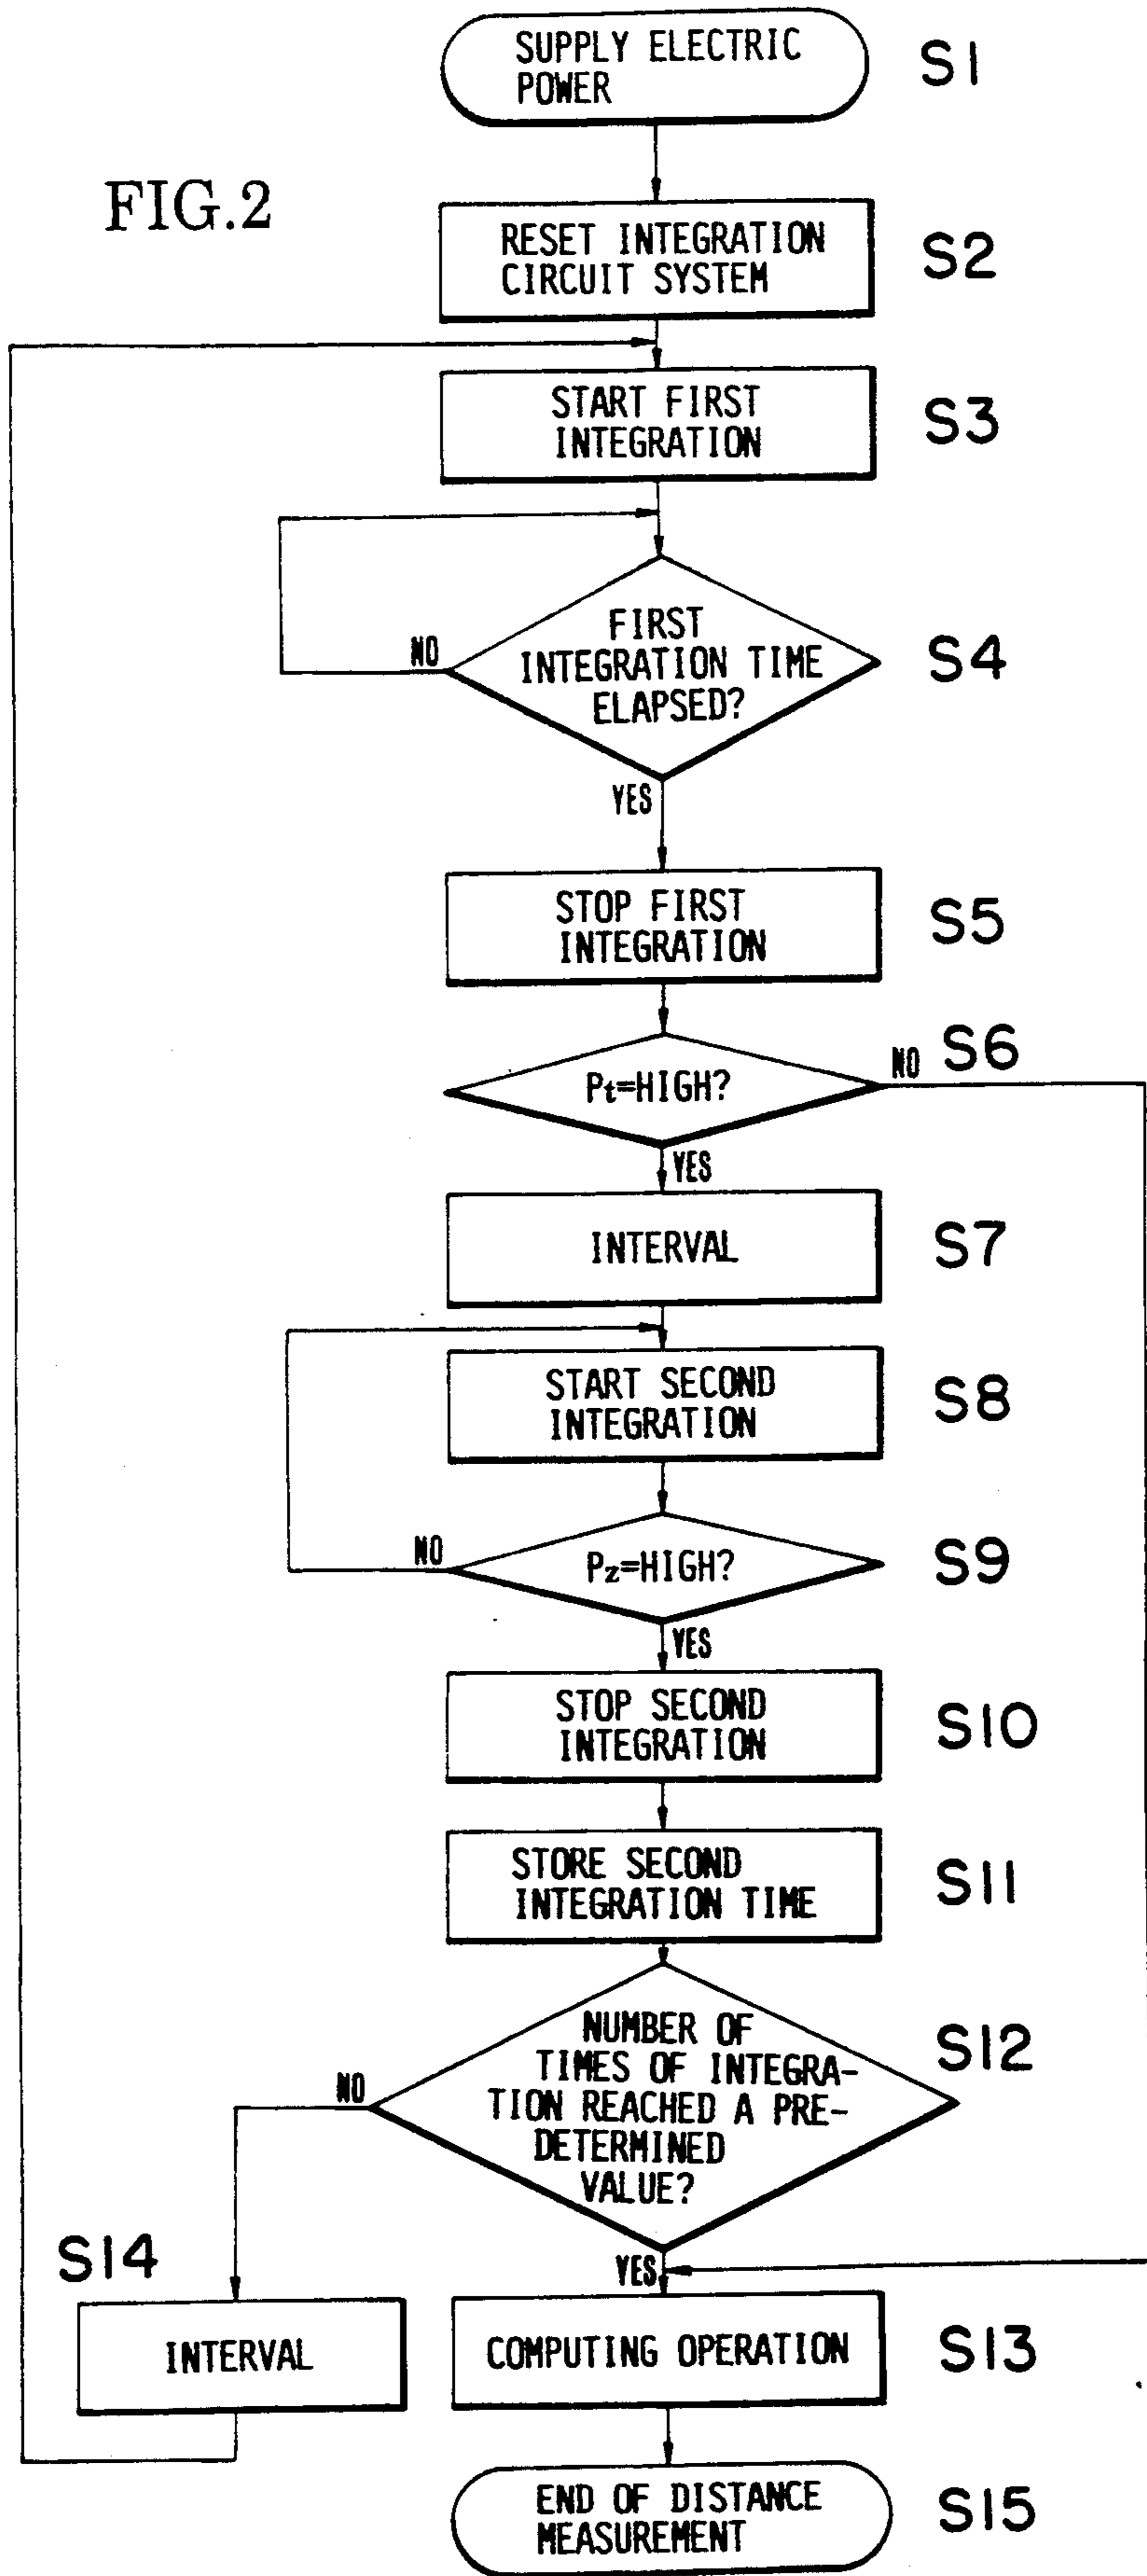 SUPPLY ELECTRIC
POWER
S1
FIG.2
RESET INTEGRATION
CIRCUIT SYSTEM
S2
START FIRST
INTEGRATION
S3
FIRST
INTEGRATION TIME
ELAPSED?
NO
S4
YES
STOP FIRST
INTEGRATION
S5
Pt=HIGH?
NO
S6
YES
INTERVAL
S7
START SECOND
INTEGRATION
S8
NO
Pz=HIGH?
S9
YES
STOP SECOND
INTEGRATION
S10
STORE SECOND
INTEGRATION TIME
S11
NUMBER OF
TIMES OF INTEGRA-
TION REACHED A PRE-
DETERMINED
VALUE?
NO
S12
YES
S14
INTERVAL
COMPUTING OPERATION
S13
END OF DISTANCE
MEASUREMENT
S15